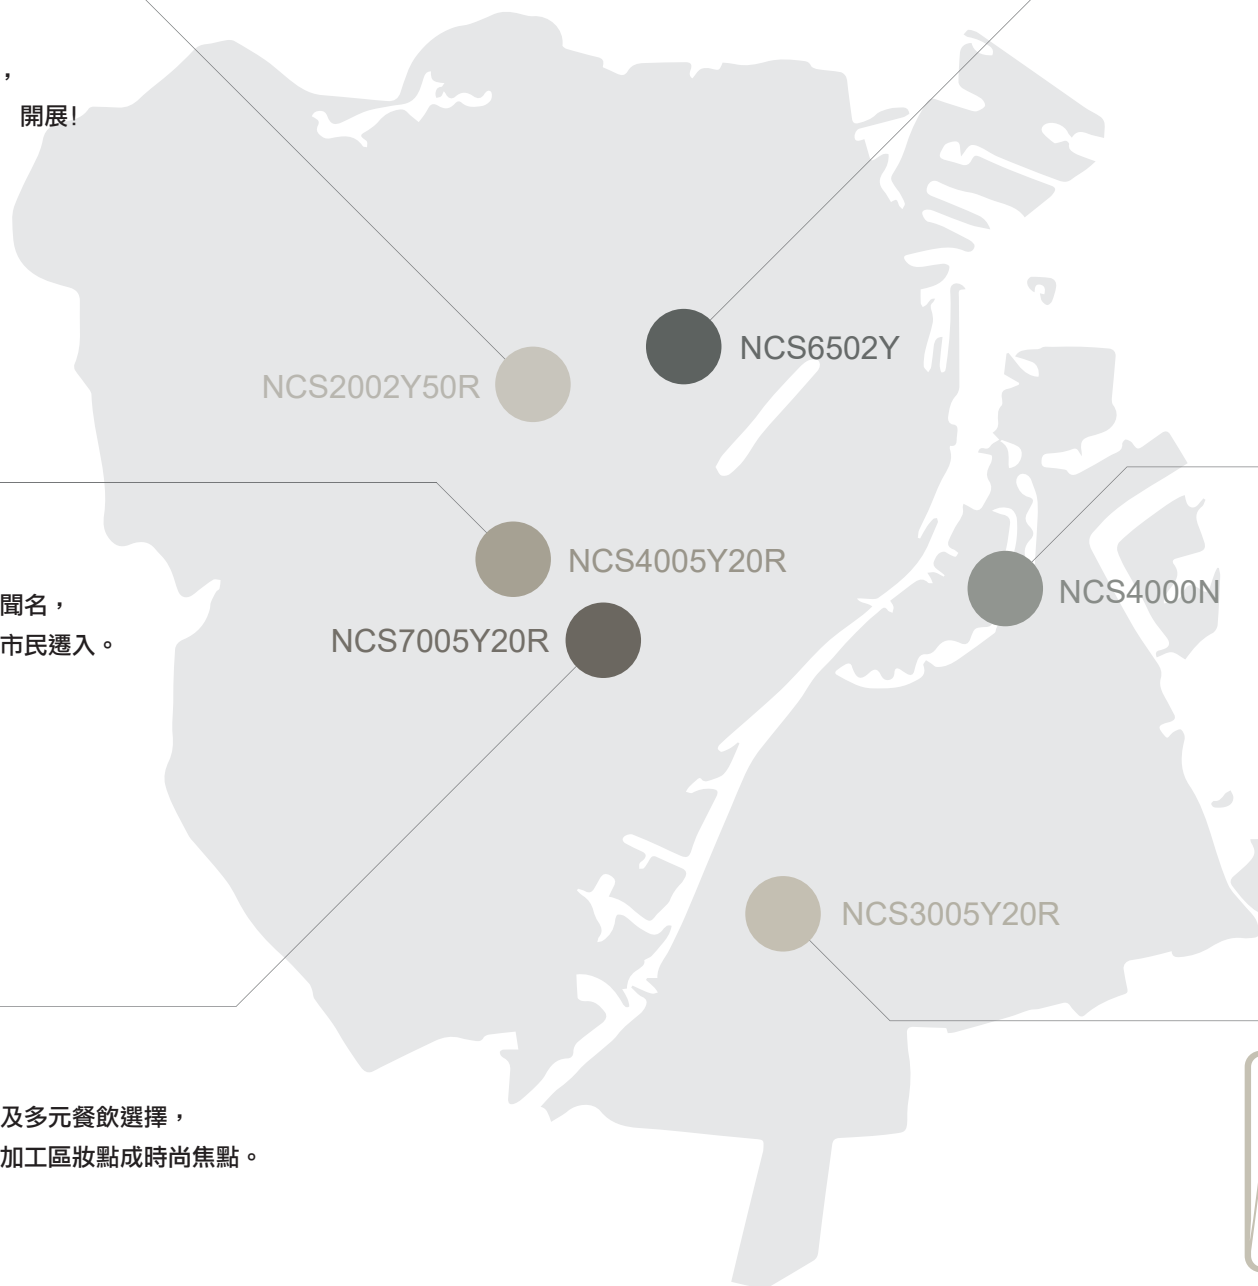 ，
開展！
NCS6502Y
NCS2002Y50R
NCS4005Y20R
NCS4000N
聞名，
市民遷入。
NCS7005Y20R
NCS3005Y20R
及多元餐飲選擇，
加工區妝點成時尚焦點。